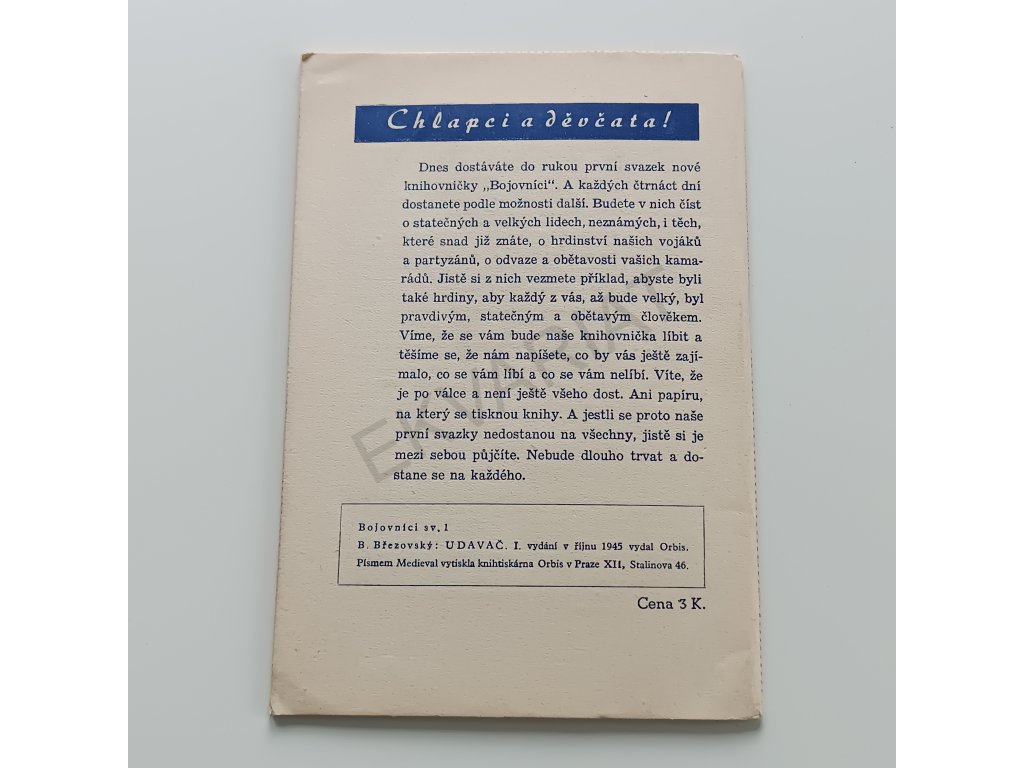 Chlapci a děvčata!
Dnes dostáváte do rukou první svazek nové
knihovničky „Bojovníci“. A každých čtrnáct dní
dostanete podle možnosti další. Budete v nich číst
o statečných a velkých lidech, neznámých, i těch,
které snad již znáte, o hrdinství našich vojáků
a partyzánů, o odvaze a obětavosti vašich kama-
rádů. Jistě si z nich vezmete příklad, abyste byli
také hrdiny, aby každý z vás, až bude velký, byl
pravdivým, statečným a obětavým člověkem.
Víme, že se vám bude naše knihovnička líbit a
těšíme se, že nám napíšete, co by vás ještě zají-
malo, co se vám líbí a co se vám nelíbí. Víte, že
je po válce a není ještě všeho dost. Ani papíru,
na který se tisknou knihy. A jestli se proto naše
první svazky nedostanou na všechny, jistě si je
mezi sebou půjčíte. Nebude dlouho trvat a do-
stane se na každého.
EKVARIAT
Bojovníci sv. 1
B. Březovský: UDAVAČ. I. vydání v říjnu 1945 vydal Orbis.
Písmem Medieval vytiskla knihtiskárna Orbis v Praze XII, Stalinova 46.
Cena 3 K.